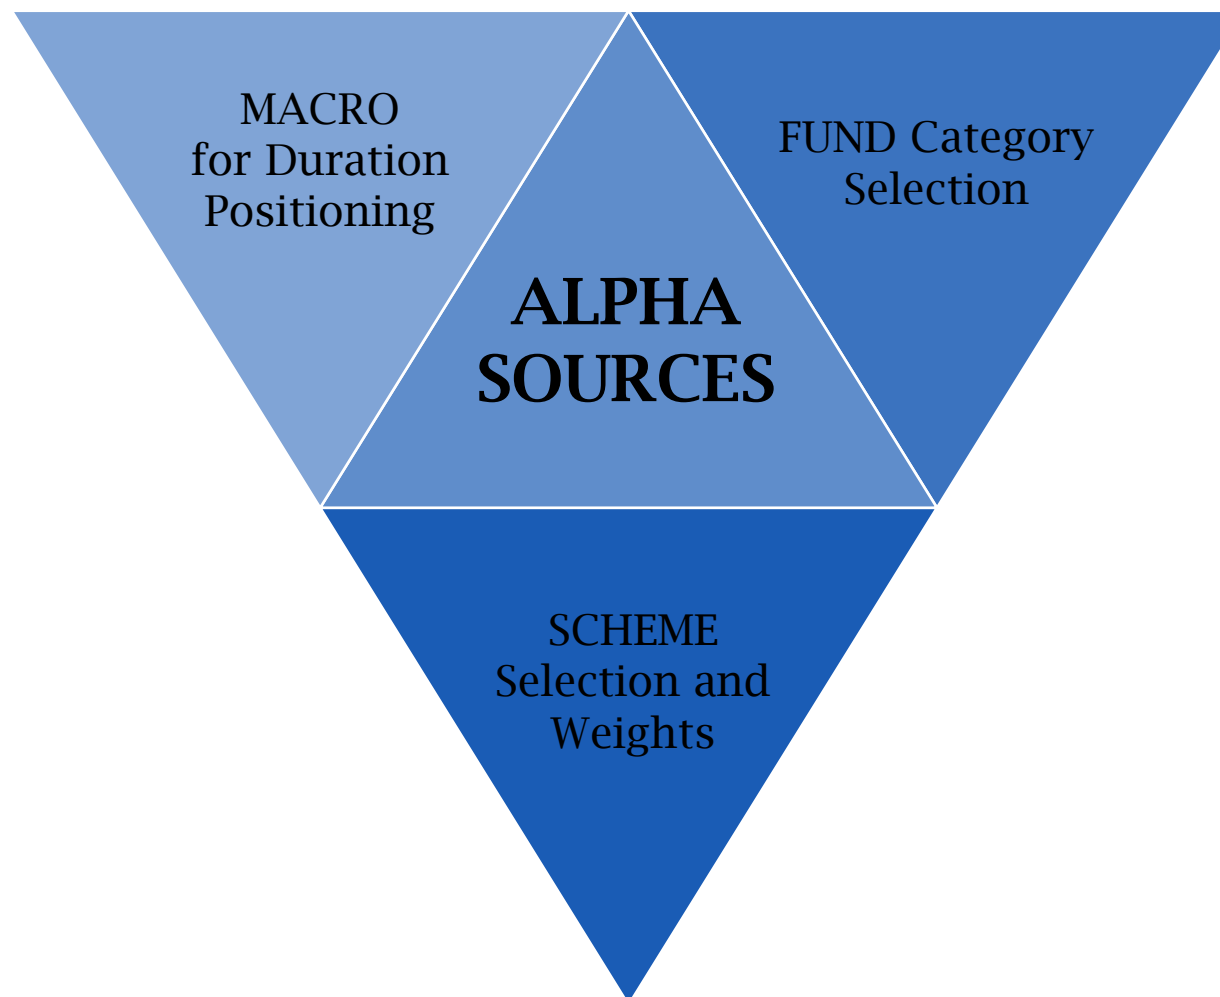 MACRO
for Duration
Positioning
FUND Category
Selection
ALPHA
SOURCES
SCHEME
Selection and
Weights